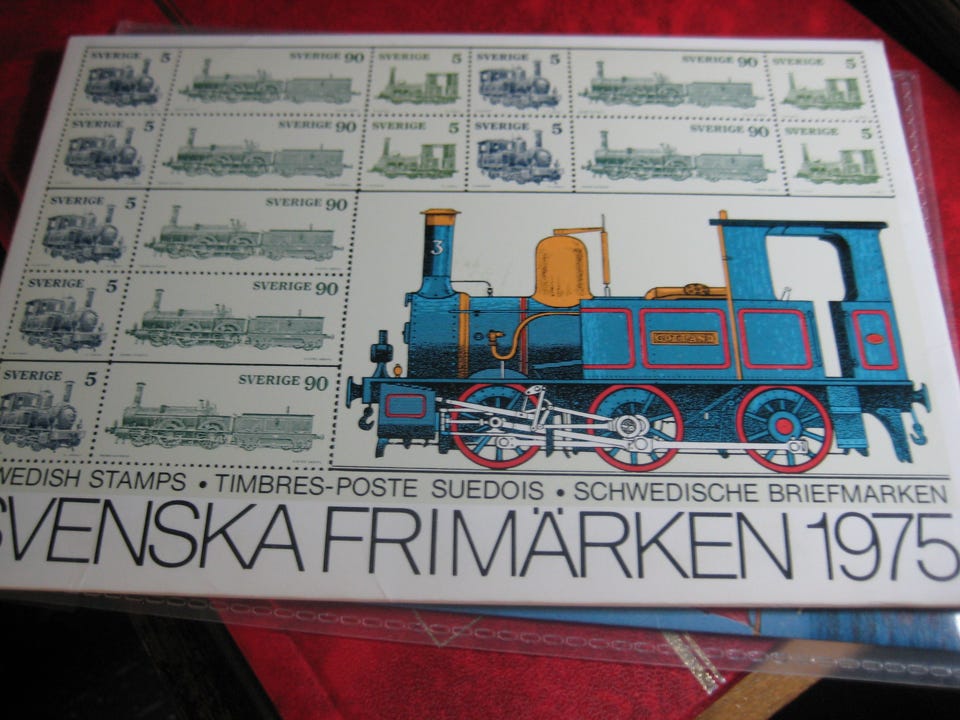 SVERIGE 5 SVERIGE 90 SVERIGE 5 SVERIGE 5 SVERIGE 90 SVERIGE 5
SVERIGE 5 SVERIGE 90 SVERIGE 5 SVERIGE 5 SVERIGE 90 SVERIGE 5
SVERIGE 5 SVERIGE 90
SVERIGE 5 SVERIGE 90
SVERIGE 5 SVERIGE 90
3
GOTLAND
WEDISH STAMPS • TIMBRES-POSTE SUEDOIS • SCHWEDISCHE BRIEFMARKEN
SVENSKA FRIMÄRKEN 1975